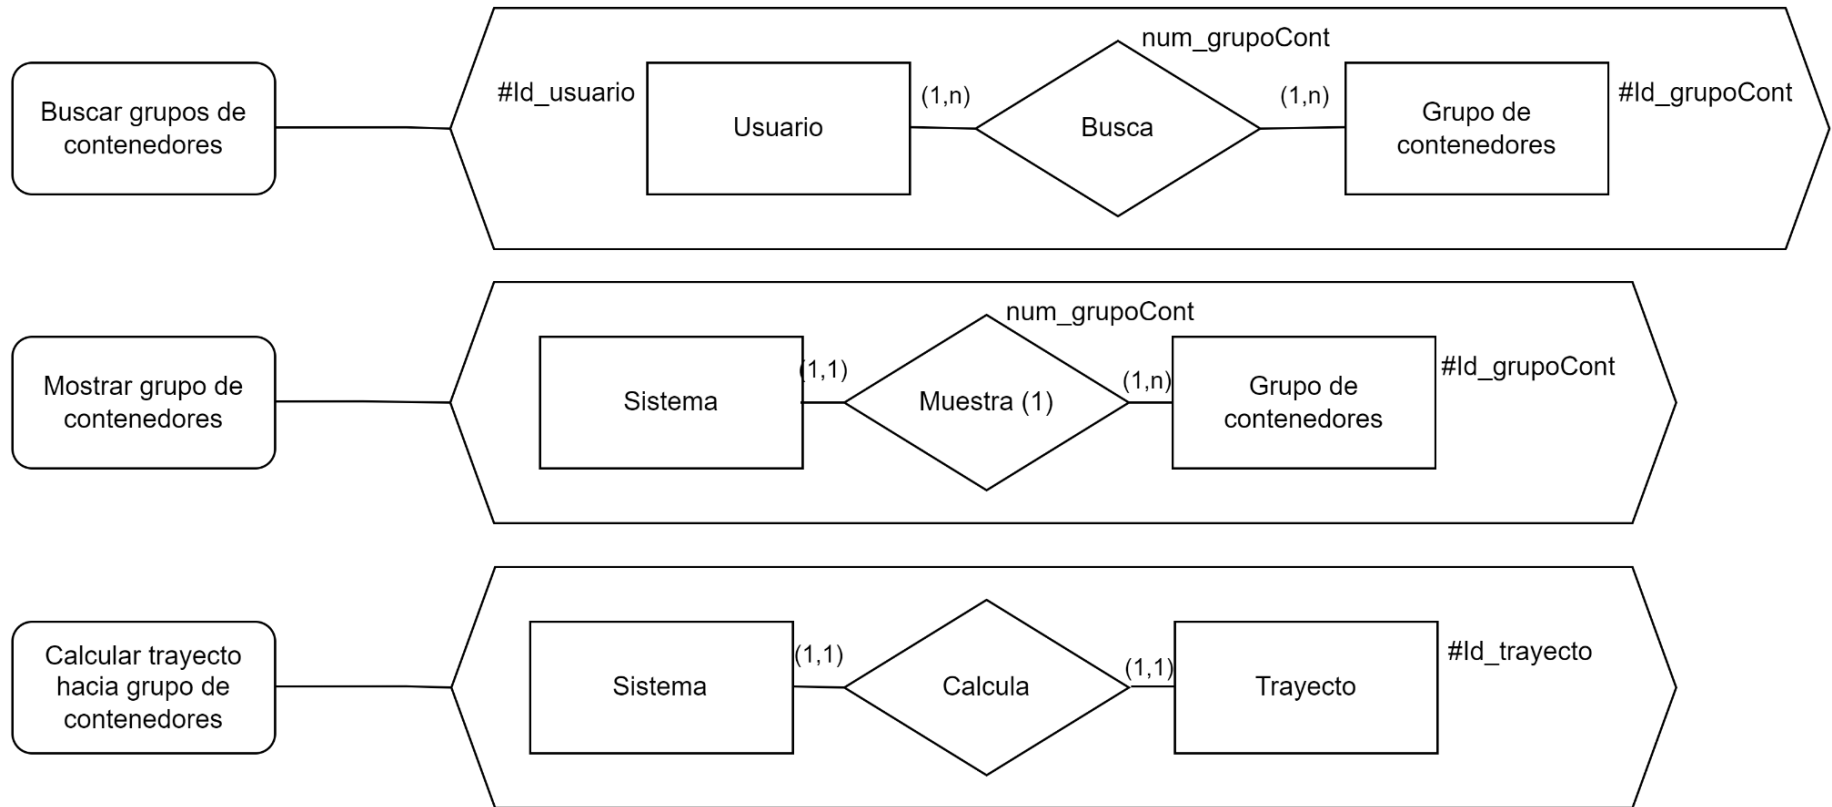 num_grupoCont
Buscar grupos de
contenedores
#Id_usuario
Usuario
(1,n)
Busca
(1,n)
Grupo de
contenedores
#Id_grupoCont
num_grupoCont
Mostrar grupo de
contenedores
Sistema
(1,1)
Muestra (1)
(1,n)
Grupo de
contenedores
#Id_grupoCont
Calcular trayecto
hacia grupo de
contenedores
Sistema
(1,1)
Calcula
(1,1)
Trayecto
#Id_trayecto